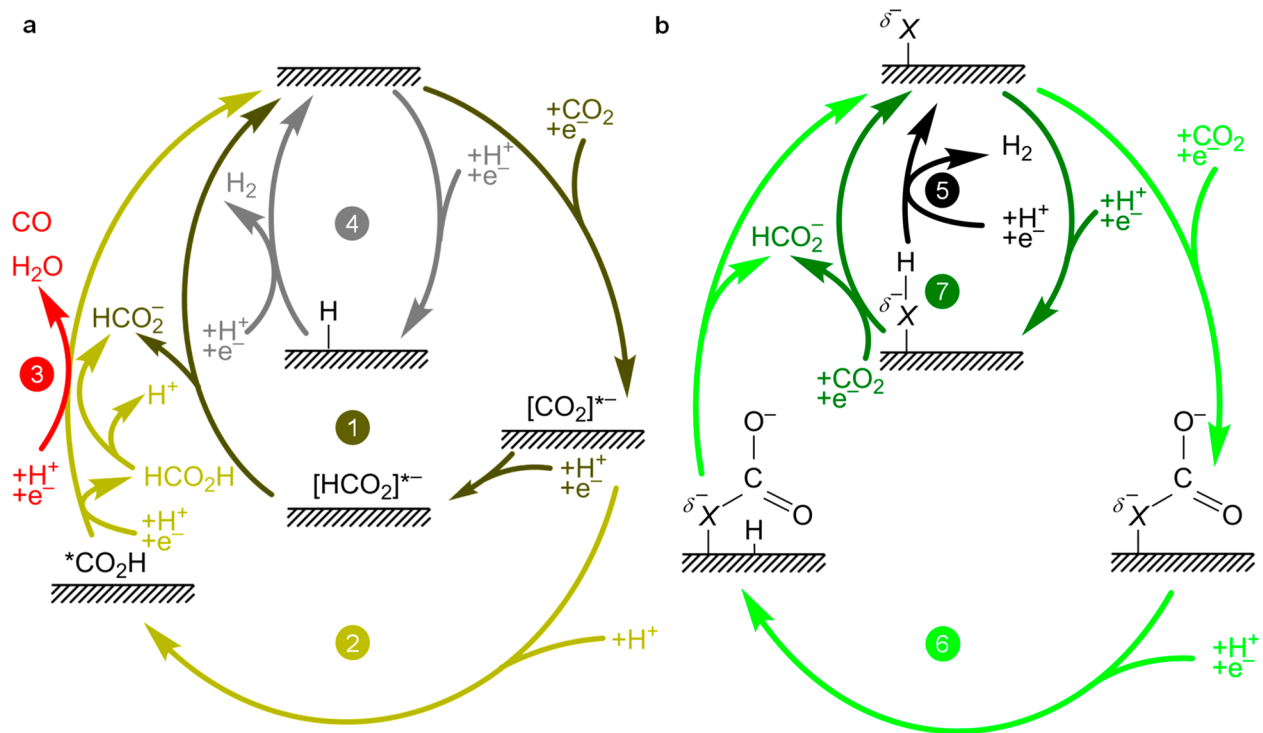 a
+CO₂
+e⁻
+H⁺
+e⁻
H₂
4
CO
H₂O
H
HCO₂⁻
+H⁺
+e⁻
3
H⁺
1
[CO₂]*⁻
+H⁺
+e⁻
HCO₂H
[HCO₂]*⁻
+H⁺
+e⁻
+H⁺
+e⁻
*CO₂H
2
+H⁺
b
δ⁻X
+CO₂
+e⁻
H₂
5
+H⁺
+e⁻
+H⁺
+e⁻
HCO₂⁻
H
7
δ⁻X
+CO₂
+e⁻
O⁻
C
δ⁻X
O
H
O⁻
C
δ⁻X
O
6
+H⁺
+e⁻